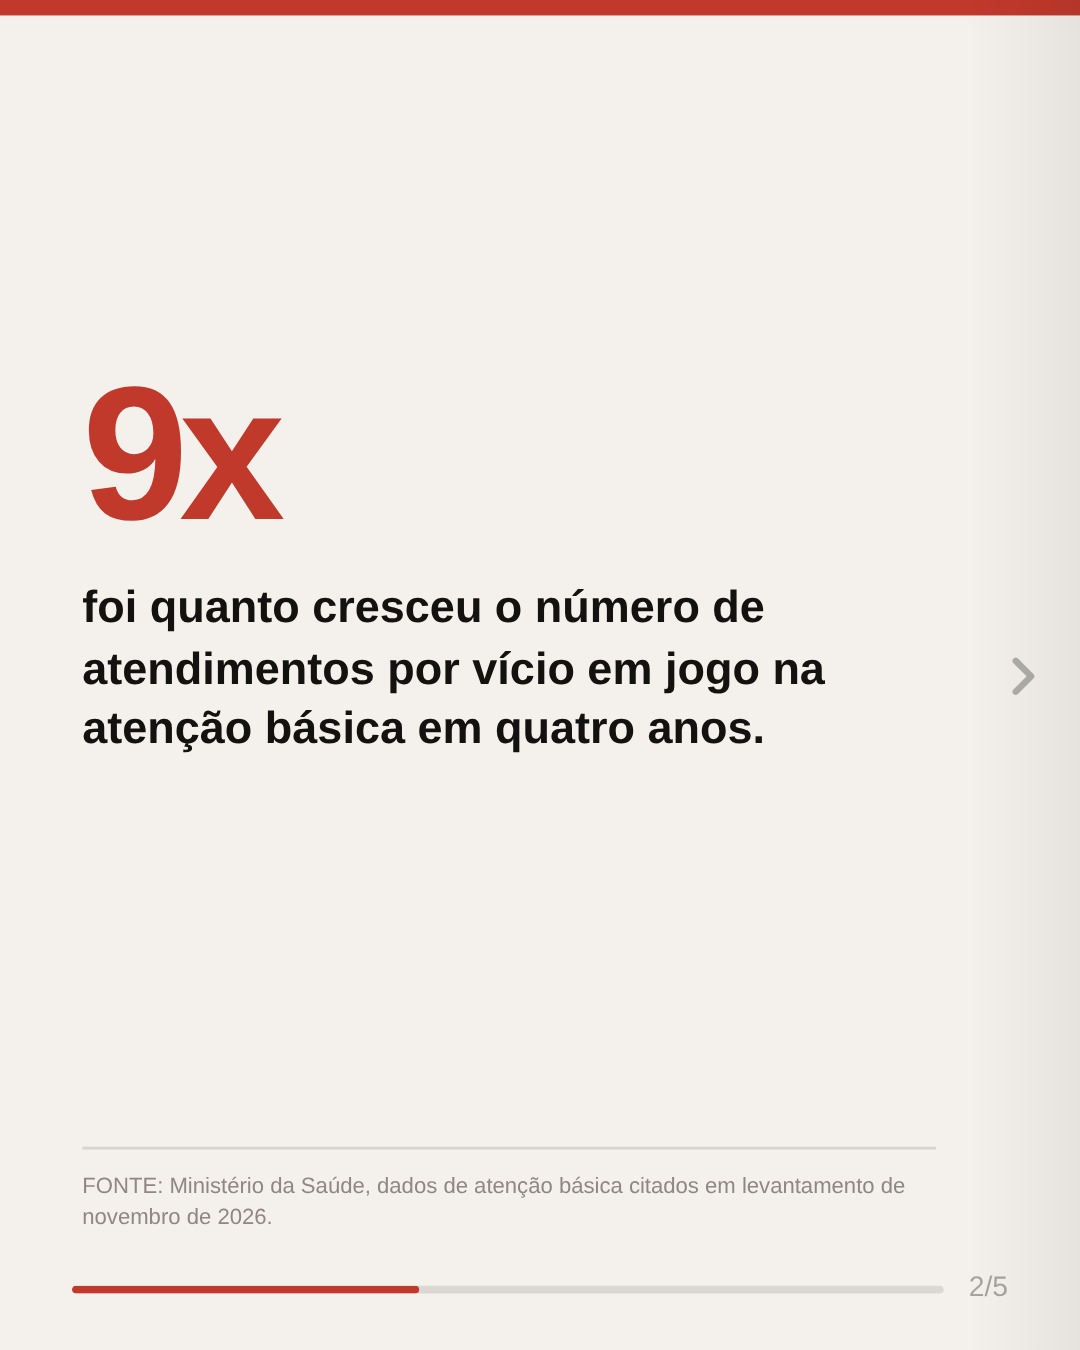 9x
foi quanto cresceu o número de
atendimentos por vício em jogo na
atenção básica em quatro anos.
FONTE: Ministério da Saúde, dados de atenção básica citados em levantamento de
novembro de 2026.
2/5